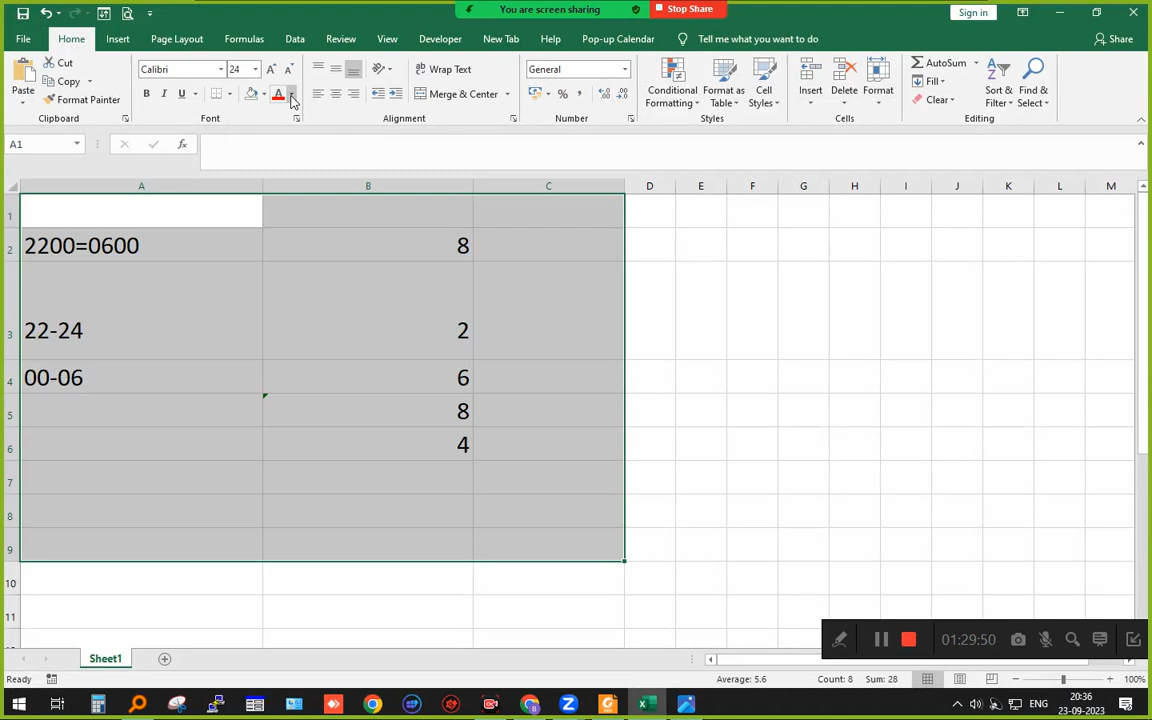 You are screen sharing
Stop Share
Sign in
File Home Insert Page Layout Formulas Data Review View Developer New Tab Help Pop-up Calendar Tell me what you want to do Share
Paste
Cut
Copy
Format Painter
Clipboard
Calibri 24
B I U A
Font
Wrap Text
Merge & Center
Alignment
General
%
Number
Conditional Formatting
Format as Table
Cell Styles
Styles
Insert
Delete
Format
Cells
AutoSum
Fill
Clear
Sort & Filter
Find & Select
Editing
A1 fx
A B C D E F G H I J K L M
1
2 2200=0600 8
3 22-24 2
4 00-06 6
5 8
6 4
7
8
9
10
11
01:29:50
Sheet1
Ready Average: 5.6 Count: 8 Sum: 28 100%
ENG
20:36
23-09-2023